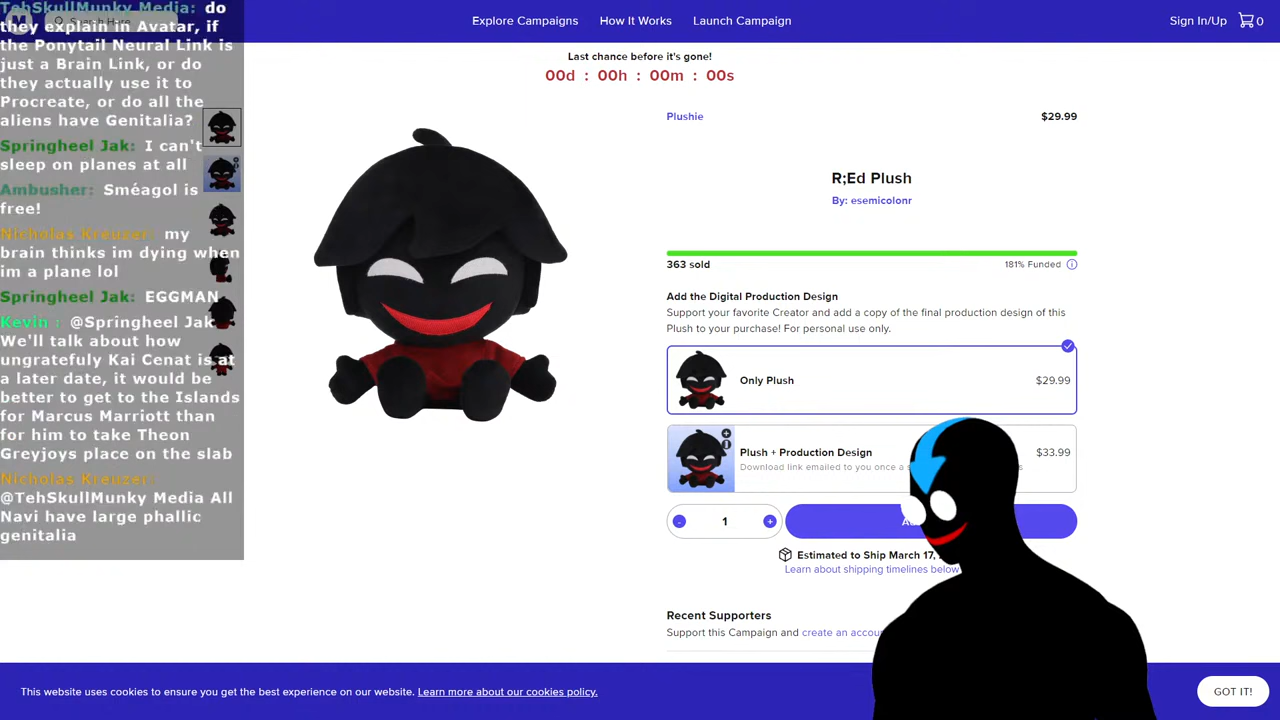 TehSkullMunky Media: do
they explain in Avatar, if
the Ponytail Neural Link is
just a Brain Link, or do
they actually use it to
Procreate, or do all the
aliens have Genitalia?
Springheel Jak: I can't
sleep on planes at all
Ambusher: Sméagol is
free!
Nicholas Kreuzer: my
brain thinks im dying when
im a plane lol
Springheel Jak: EGGMAN
Kevin : @Springheel Jak
We'll talk about how
ungratefuly Kai Cenat is at
a later date, it would be
better to get to the Islands
for Marcus Marriott than
for him to take Theon
Greyjoys place on the slab
Nicholas Kreuzer:
@TehSkullMunky Media All
Navi have large phallic
genitalia
Search Here
Explore Campaigns
How It Works
Launch Campaign
Sign In/Up
0
Last chance before it's gone!
00d : 00h : 00m : 00s
Plushie
$29.99
R;Ed Plush
By: esemicolonr
363 sold
181% Funded
Add the Digital Production Design
Support your favorite Creator and add a copy of the final production design of this
Plush to your purchase! For personal use only.
Only Plush
$29.99
Plush + Production Design
$33.99
Download link emailed to you once a
-
1
+
Estimated to Ship March 17,
Learn about shipping timelines below
Recent Supporters
Support this Campaign and create an
This website uses cookies to ensure you get the best experience on our website. Learn more about our cookies policy.
GOT IT!